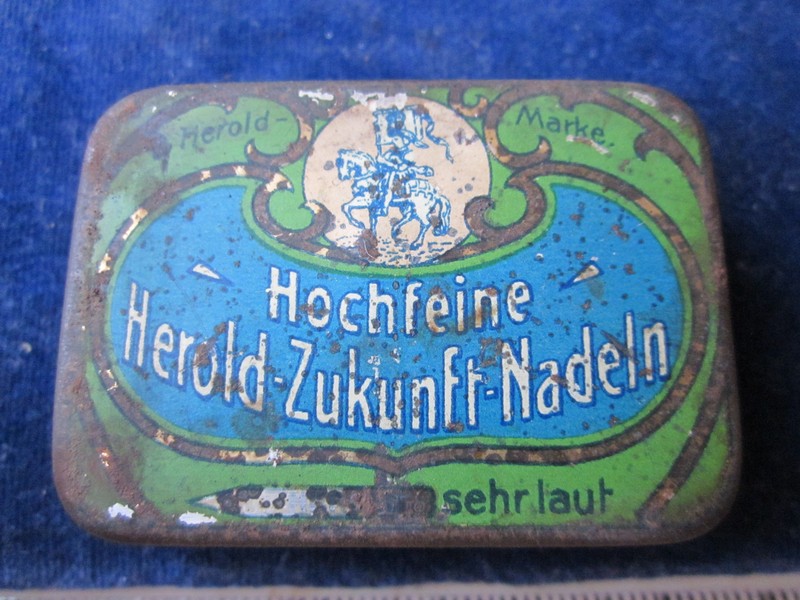 Herold- Marke.
Hochfeine
Herold-Zukunft-Nadeln
sehr laut